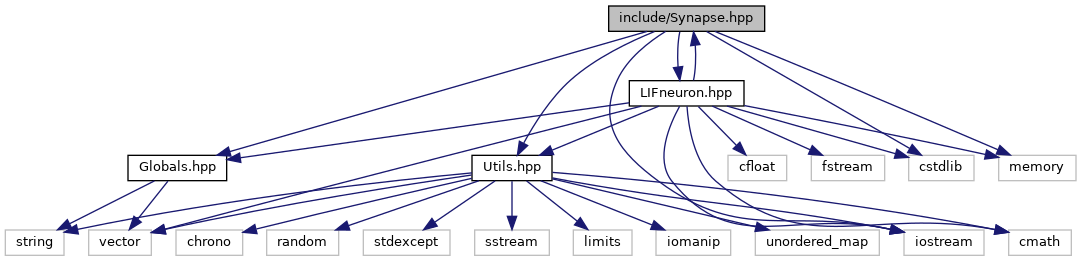 include/Synapse.hpp
LIFneuron.hpp
Globals.hpp
Utils.hpp
cfloat
fstream
cstdlib
memory
string
vector
chrono
random
stdexcept
sstream
limits
iomanip
unordered_map
iostream
cmath